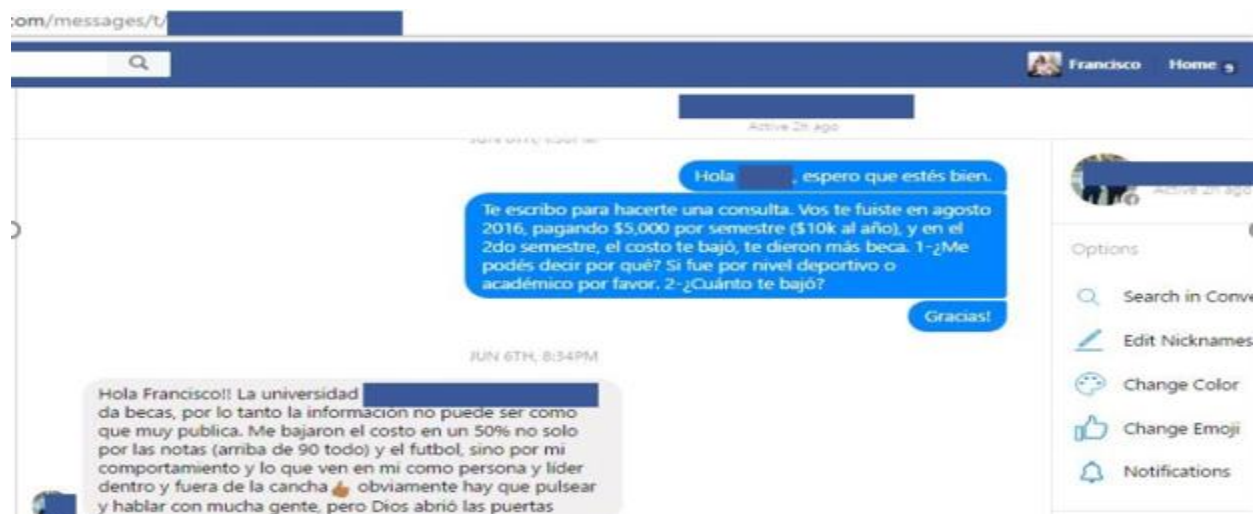 com/messages/t/
Francisco Home
Active 2h ago
Hola , espero que estés bien.
Te escribo para hacerte una consulta. Vos te fuiste en agosto
2016, pagando $5,000 por semestre ($10k al año), y en el
2do semestre, el costo te bajó, te dieron más beca. 1-¿Me
podés decir por qué? Si fue por nivel deportivo o
académico por favor. 2-¿Cuánto te bajó?
Gracias!
JUN 6TH, 8:34PM
Hola Francisco!! La universidad
da becas, por lo tanto la información no puede ser como
que muy publica. Me bajaron el costo en un 50% no solo
por las notas (arriba de 90 todo) y el futbol, sino por mi
comportamiento y lo que ven en mi como persona y líder
dentro y fuera de la cancha 👍🏾 obviamente hay que pulsear
y hablar con mucha gente, pero Dios abrió las puertas
Active 2h ago
Options
Search in Conve
Edit Nicknames
Change Color
Change Emoji
Notifications